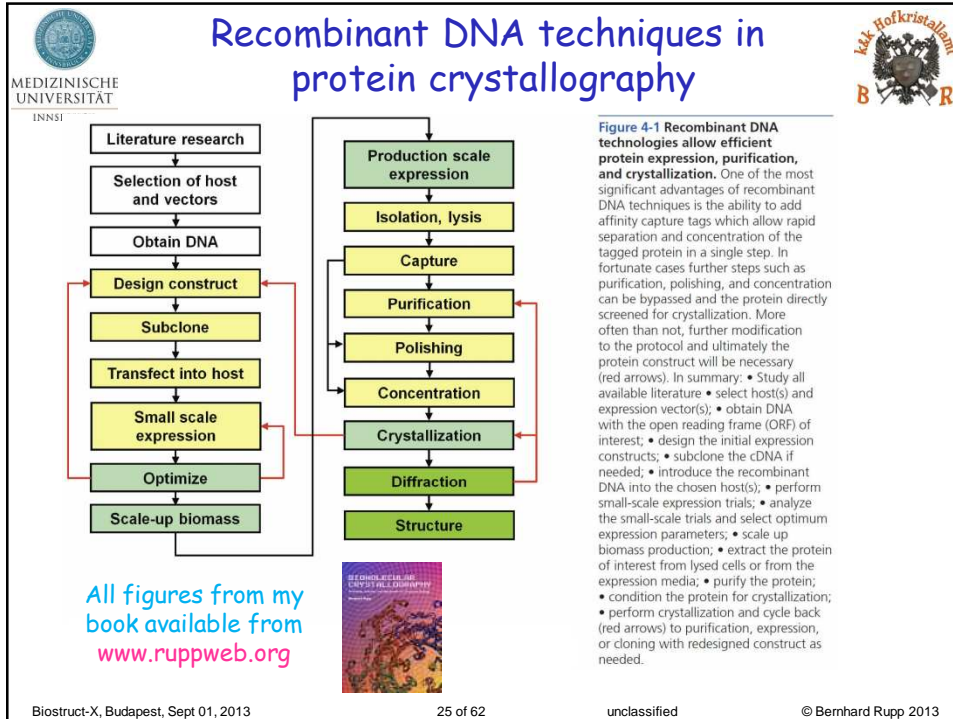 Recombinant DNA techniques in
protein crystallography
MEDIZINISCHE
UNIVERSITÄT
INNSI
k&k Hofkristallamt
B R
Literature research
Selection of host
and vectors
Obtain DNA
Design construct
Subclone
Transfect into host
Small scale
expression
Optimize
Scale-up biomass
Production scale
expression
Isolation, lysis
Capture
Purification
Polishing
Concentration
Crystallization
Diffraction
Structure
Figure 4-1 Recombinant DNA
technologies allow efficient
protein expression, purification,
and crystallization. One of the most
significant advantages of recombinant
DNA techniques is the ability to add
affinity capture tags which allow rapid
separation and concentration of the
tagged protein in a single step. In
fortunate cases further steps such as
purification, polishing, and concentration
can be bypassed and the protein directly
screened for crystallization. More
often than not, further modification
to the protocol and ultimately the
protein construct will be necessary
(red arrows). In summary: • Study all
available literature • select host(s) and
expression vector(s); • obtain DNA
with the open reading frame (ORF) of
interest; • design the initial expression
constructs; • subclone the cDNA if
needed; • introduce the recombinant
DNA into the chosen host(s); • perform
small-scale expression trials; • analyze
the small-scale trials and select optimum
expression parameters; • scale up
biomass production; • extract the protein
of interest from lysed cells or from the
expression media; • purify the protein;
• condition the protein for crystallization;
• perform crystallization and cycle back
(red arrows) to purification, expression,
or cloning with redesigned construct as
needed.
All figures from my
book available from
www.ruppweb.org
BIOMOLECULAR
CRYSTALLOGRAPHY
Biostruct-X, Budapest, Sept 01, 2013
25 of 62
unclassified
© Bernhard Rupp 2013